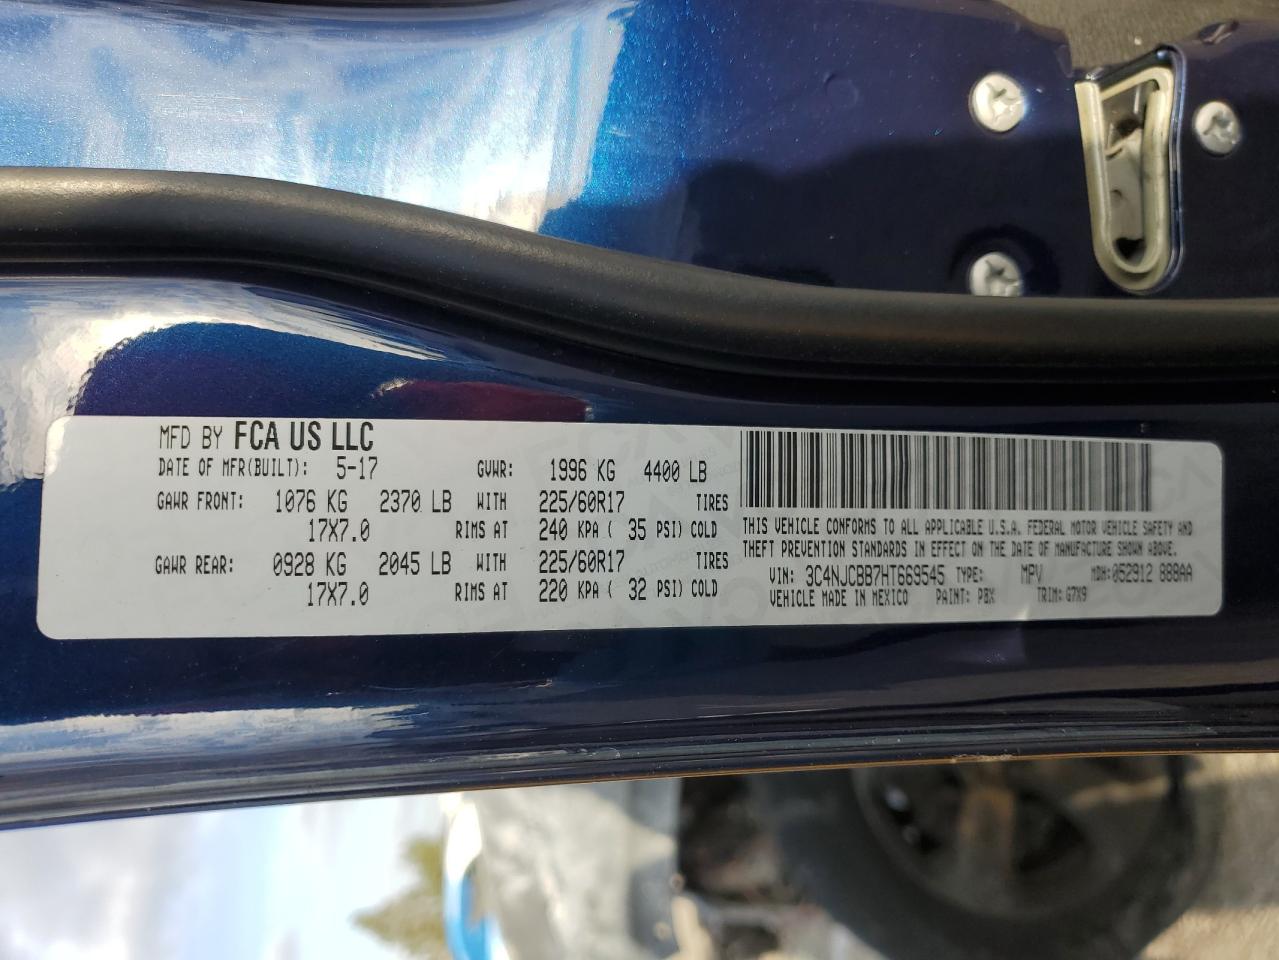 MFD BY FCA US LLC
DATE OF MFR(BUILT): 5-17 GVWR: 1996 KG 4400 LB
GAWR FRONT: 1076 KG 2370 LB WITH 225/60R17 TIRES
17X7.0 RIMS AT 240 KPA ( 35 PSI) COLD
GAWR REAR: 0928 KG 2045 LB WITH 225/60R17 TIRES
17X7.0 RIMS AT 220 KPA ( 32 PSI) COLD
THIS VEHICLE CONFORMS TO ALL APPLICABLE U.S.A. FEDERAL MOTOR VEHICLE SAFETY AND
THEFT PREVENTION STANDARDS IN EFFECT ON THE DATE OF MANUFACTURE SHOWN ABOVE.
VIN: 3C4NJCBB7HT669545 TYPE: MPV MDH: 052912 888AA
VEHICLE MADE IN MEXICO PAINT: PBX TRIM: G7X9